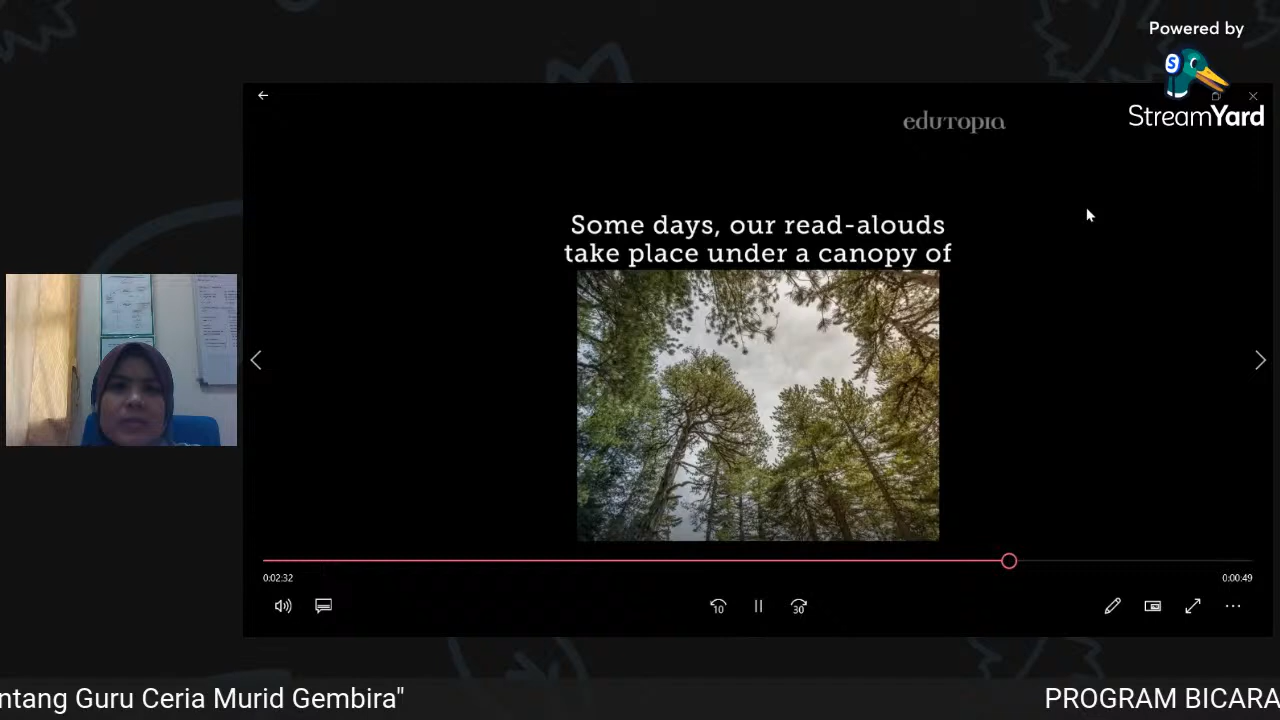 Powered by
S
StreamYard
edutopia
Some days, our read-alouds
take place under a canopy of
0:02:32
0:00:49
10
30
ntang Guru Ceria Murid Gembira"
PROGRAM BICARA